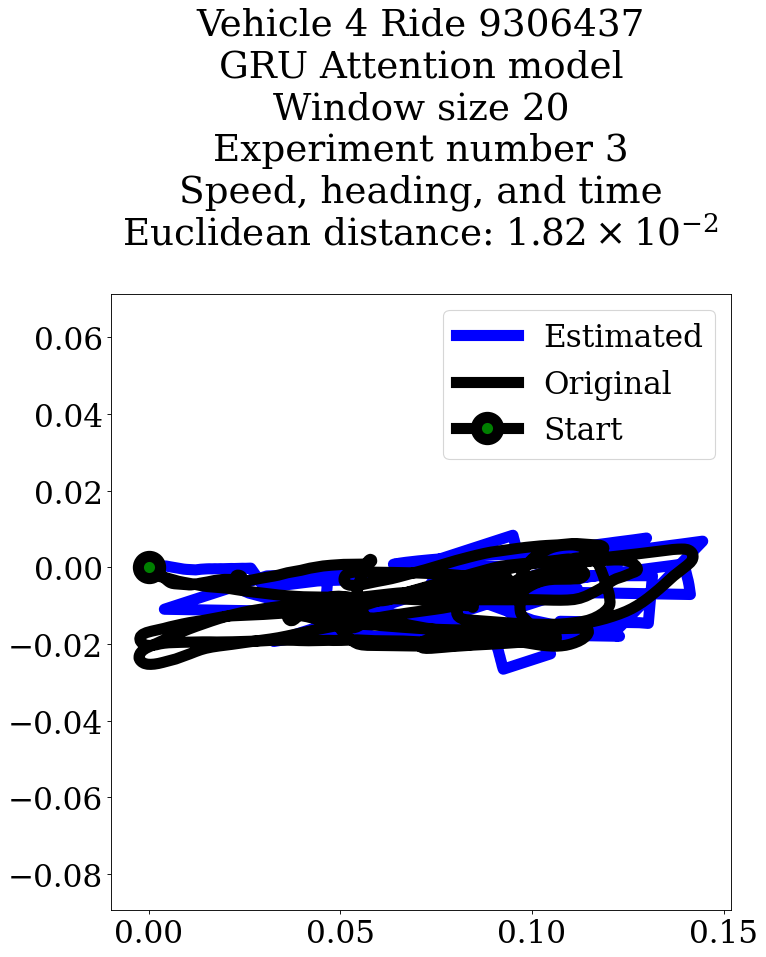 Vehicle 4 Ride 9306437
GRU Attention model
Window size 20
Experiment number 3
Speed, heading, and time
Euclidean distance: 1.82 × 10⁻²
Estimated
Original
Start
0.06
0.04
0.02
0.00
−0.02
−0.04
−0.06
−0.08
0.00 0.05 0.10 0.15